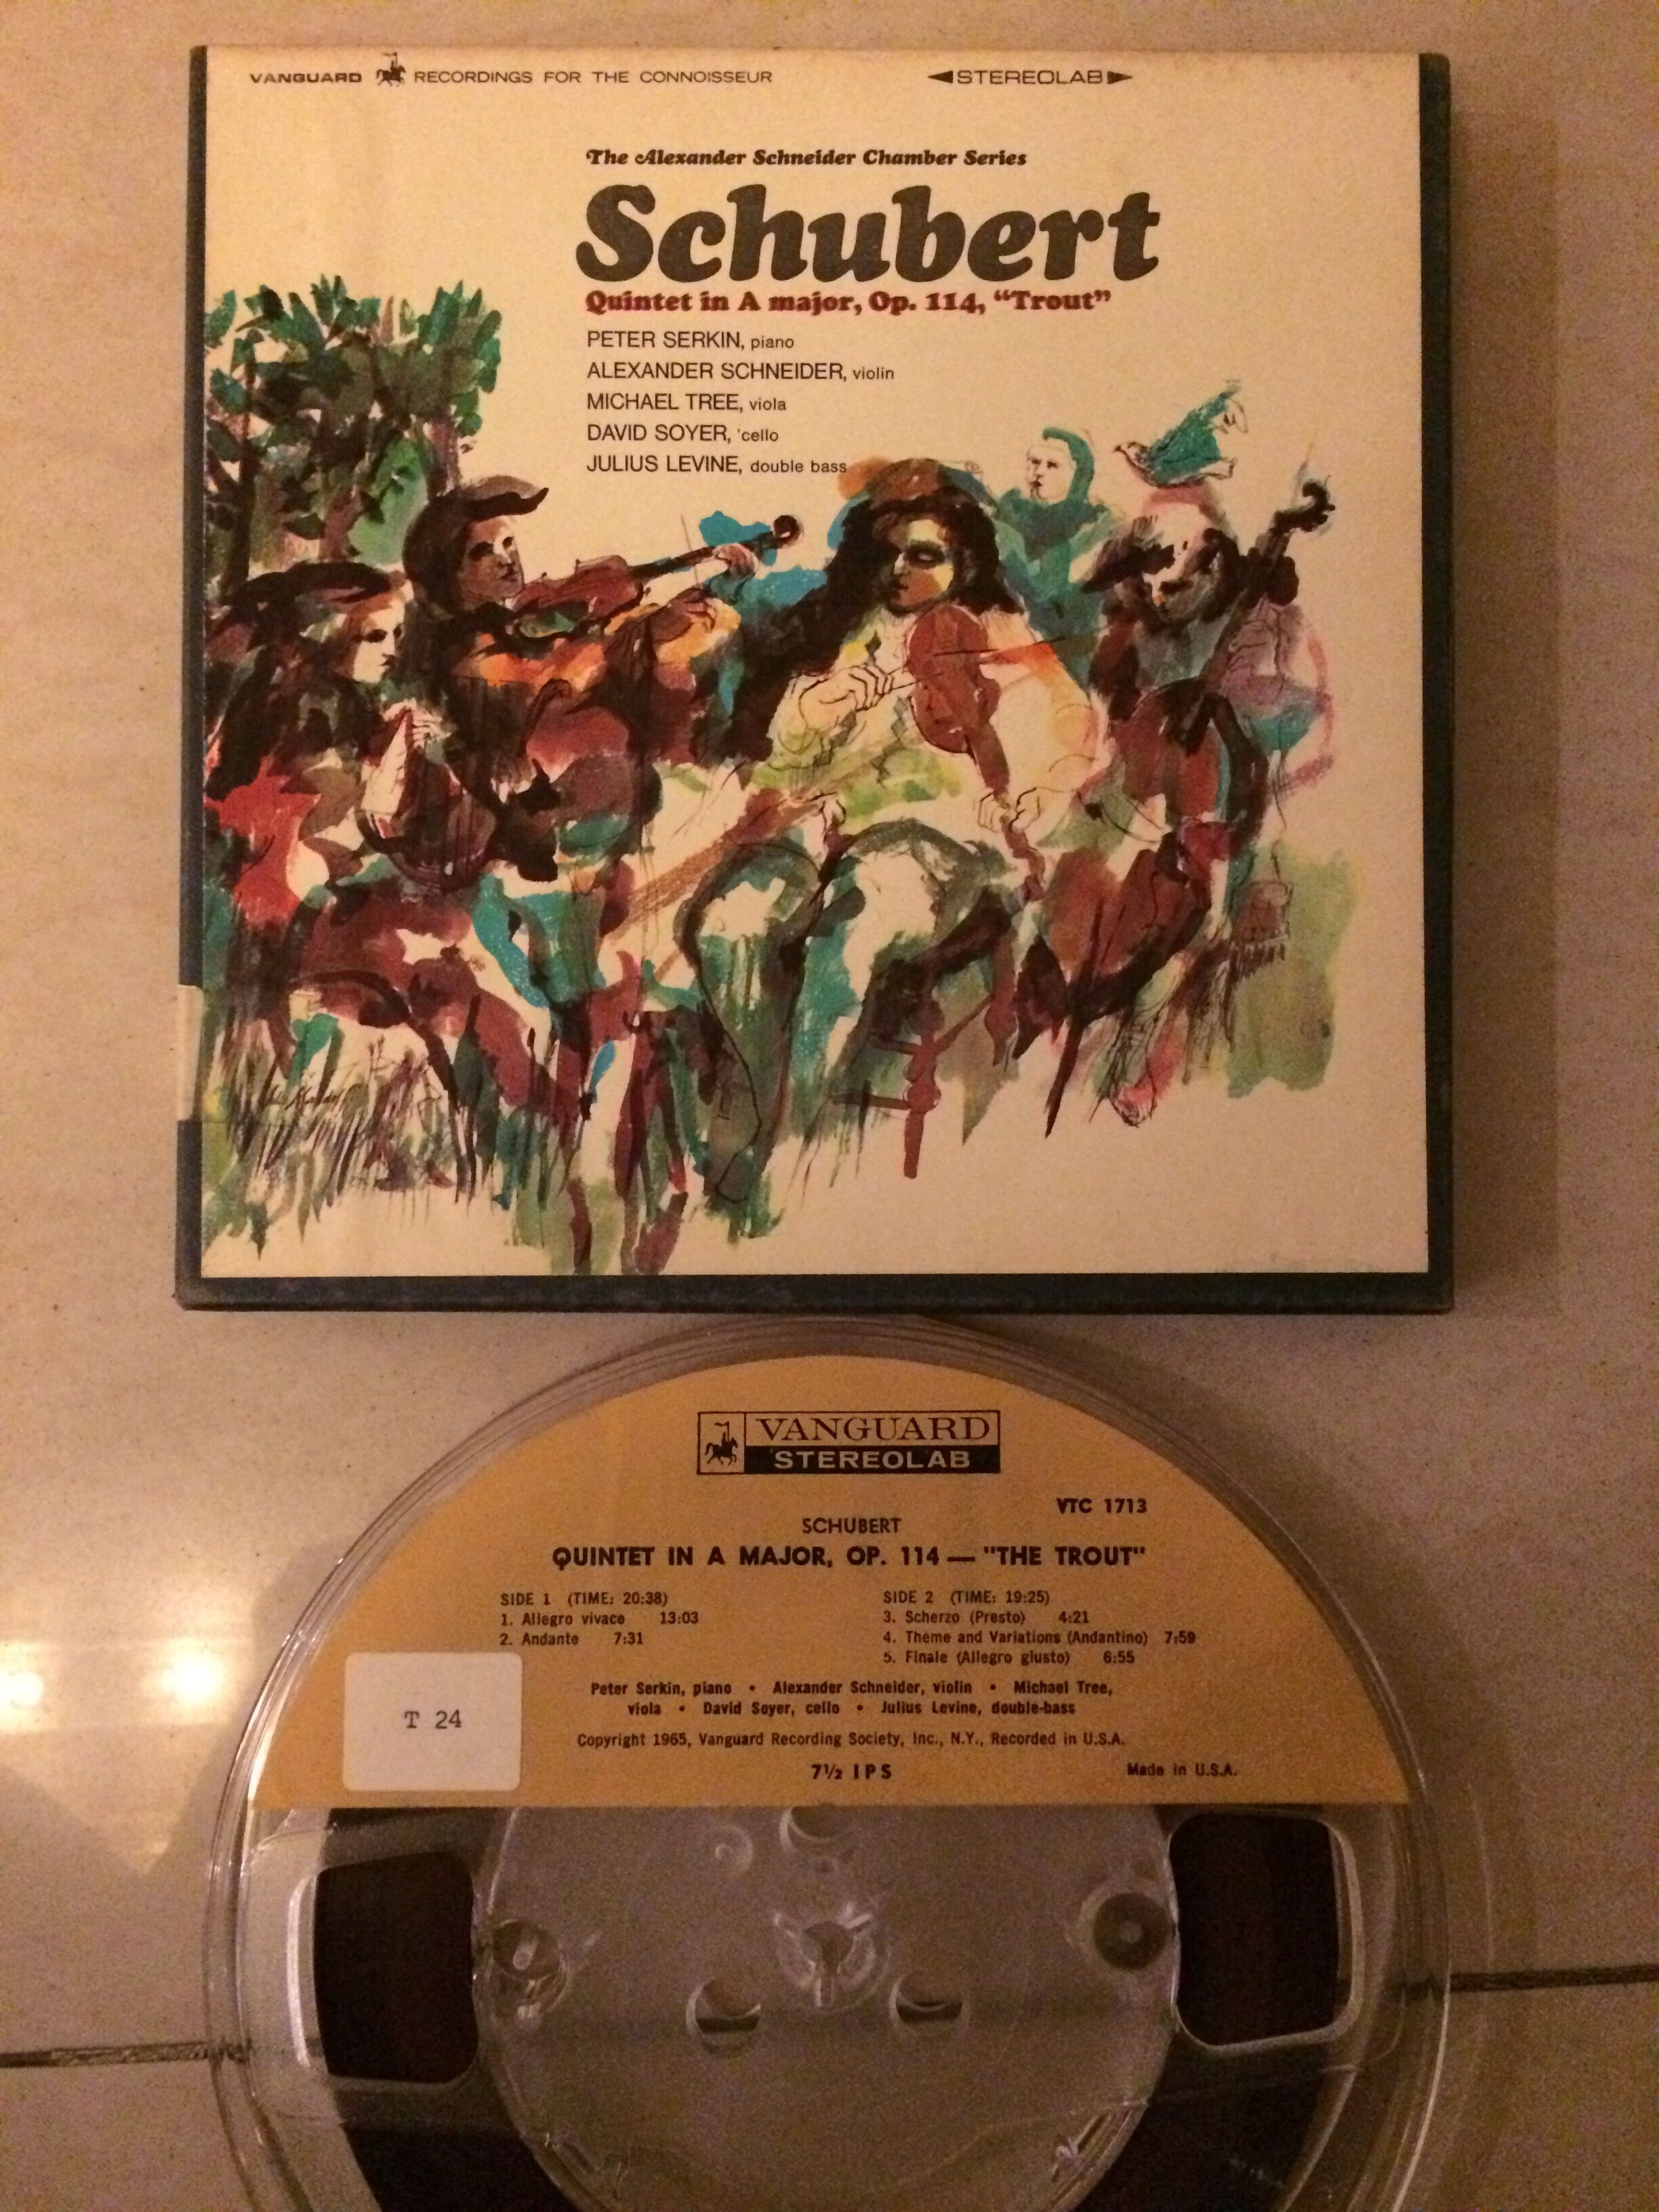 VANGUARD RECORDINGS FOR THE CONNOISSEUR
◄STEREOLAB►
The Alexander Schneider Chamber Series
Schubert
Quintet in A major, Op. 114, “Trout”
PETER SERKIN, piano
ALEXANDER SCHNEIDER, violin
MICHAEL TREE, viola
DAVID SOYER, 'cello
JULIUS LEVINE, double bass
VANGUARD
STEREOLAB
VTC 1713
SCHUBERT
QUINTET IN A MAJOR, OP. 114 — "THE TROUT"
SIDE 1 (TIME: 20:38)
1. Allegro vivace 13:03
2. Andante 7:31
SIDE 2 (TIME: 19:25)
3. Scherzo (Presto) 4:21
4. Theme and Variations (Andantino) 7:59
5. Finale (Allegro giusto) 6:55
Peter Serkin, piano • Alexander Schneider, violin • Michael Tree,
viola • David Soyer, cello • Julius Levine, double-bass
Copyright 1965, Vanguard Recording Society, Inc., N.Y., Recorded in U.S.A.
7½ IPS
Made in U.S.A.
T 24